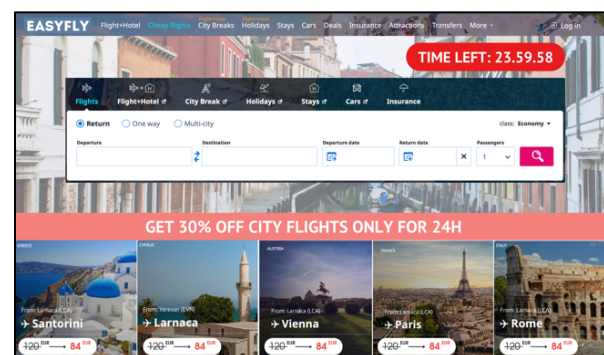 EASYFLY Flight+Hotel Cheap flights City Breaks Holidays Stays Cars Deals Insurance Attractions Transfers More Log in
Flight+Hotel Flight+Hotel
TIME LEFT: 23.59.58
Flights Flight+Hotel City Break Holidays Stays Cars Insurance
Return One way Multi-city class: Economy
Departure Destination Departure date Return date Passengers
1
GET 30% OFF CITY FLIGHTS ONLY FOR 24H
GREECE CYPRUS AUSTRIA FRANCE ITALY
From: Larnaca (LCA) From: Yerevan (EVN) From: Larnaca (LCA) From: Larnaca (LCA) From: Larnaca (LCA)
Santorini Larnaca Vienna Paris Rome
120 EUR → 84 EUR 120 EUR → 84 EUR 120 EUR → 84 EUR 120 EUR → 84 EUR 120 EUR → 84 EUR